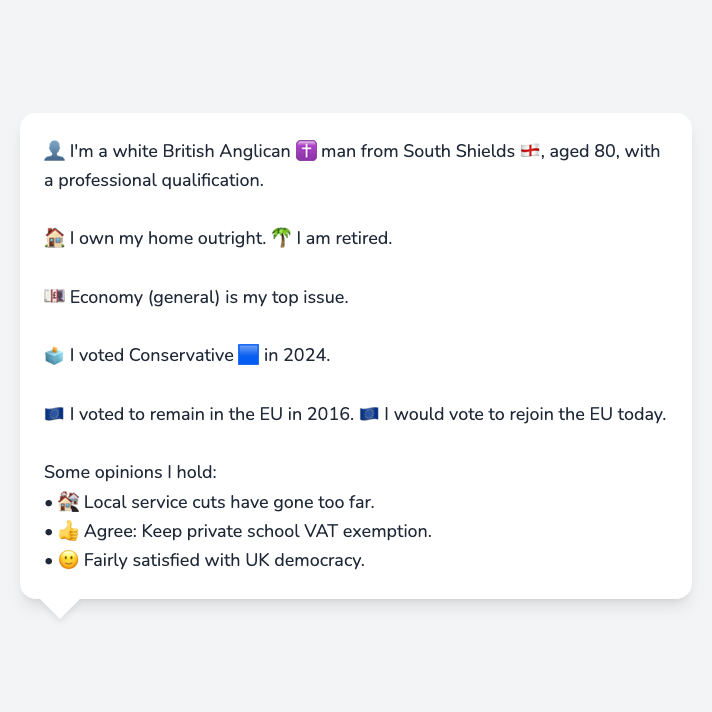 👤 I'm a white British Anglican ✝️ man from South Shields 🏴󠁧󠁢󠁥󠁮󠁧󠁿, aged 80, with
a professional qualification.
🏠 I own my home outright. 🌴 I am retired.
💷 Economy (general) is my top issue.
🗳️ I voted Conservative 🟦 in 2024.
🇪🇺 I voted to remain in the EU in 2016. 🇪🇺 I would vote to rejoin the EU today.
Some opinions I hold:
• 🏚️ Local service cuts have gone too far.
• 👍 Agree: Keep private school VAT exemption.
• 🙂 Fairly satisfied with UK democracy.